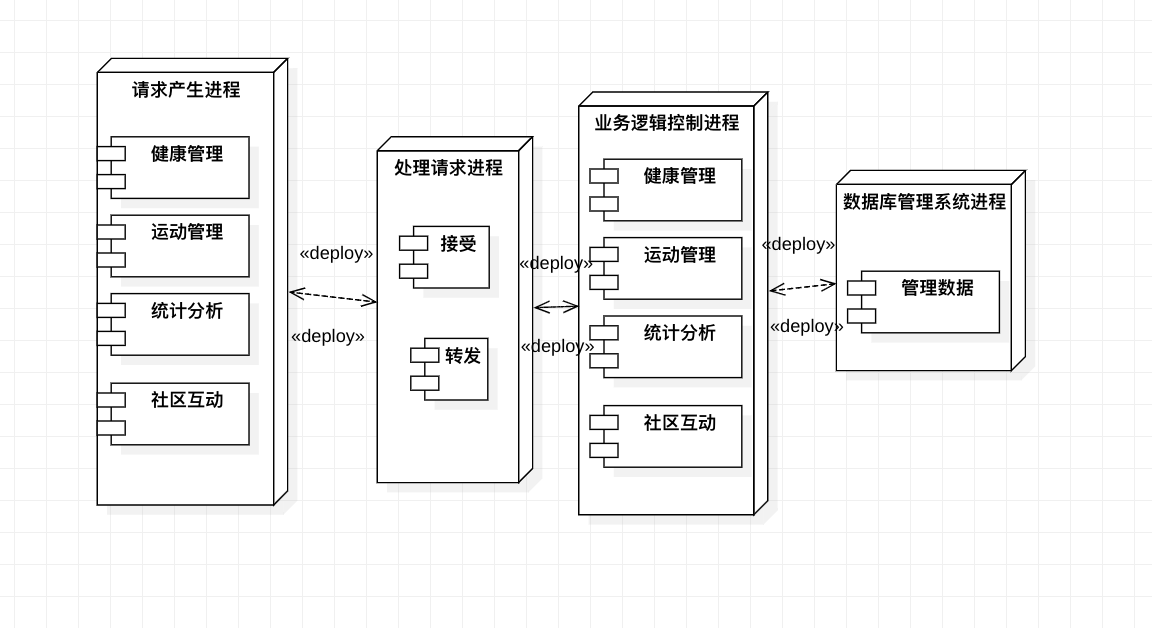 请求产生进程
健康管理
运动管理
统计分析
社区互动
«deploy»
«deploy»
处理请求进程
接受
转发
«deploy»
«deploy»
业务逻辑控制进程
健康管理
运动管理
统计分析
社区互动
«deploy»
«deploy»
数据库管理系统进程
管理数据